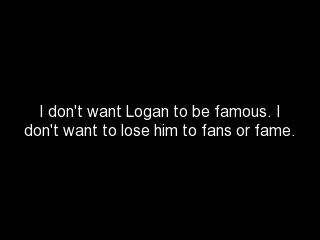 I don't want Logan to be famous. I
don't want to lose him to fans or fame.